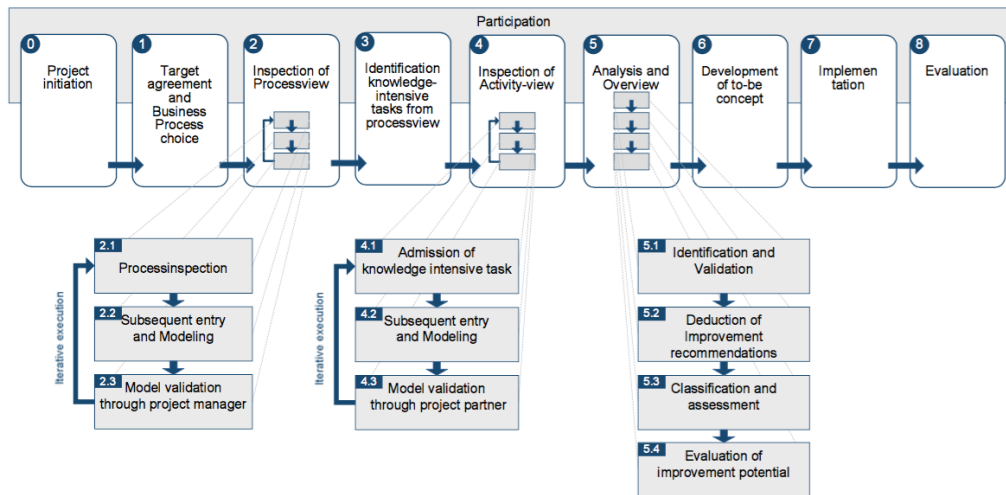 Participation
0
Project
initiation
1
Target
agreement and
Business
Process
choice
2
Inspection of
Processview
3
Identification
knowledge-
intensive
tasks from
processview
4
Inspection of
Activity-view
5
Analysis and
Overview
6
Development
of to-be
concept
7
Implemen
tation
8
Evaluation
Iterative execution
2.1
Processinspection
2.2
Subsequent entry
and Modeling
2.3
Model validation
through project manager
Iterative execution
4.1
Admission of
knowledge intensive task
4.2
Subsequent entry
and Modeling
4.3
Model validation
through project partner
5.1
Identification and
Validation
5.2
Deduction of
Improvement
recommendations
5.3
Classification and
assessment
5.4
Evaluation of
improvement potential